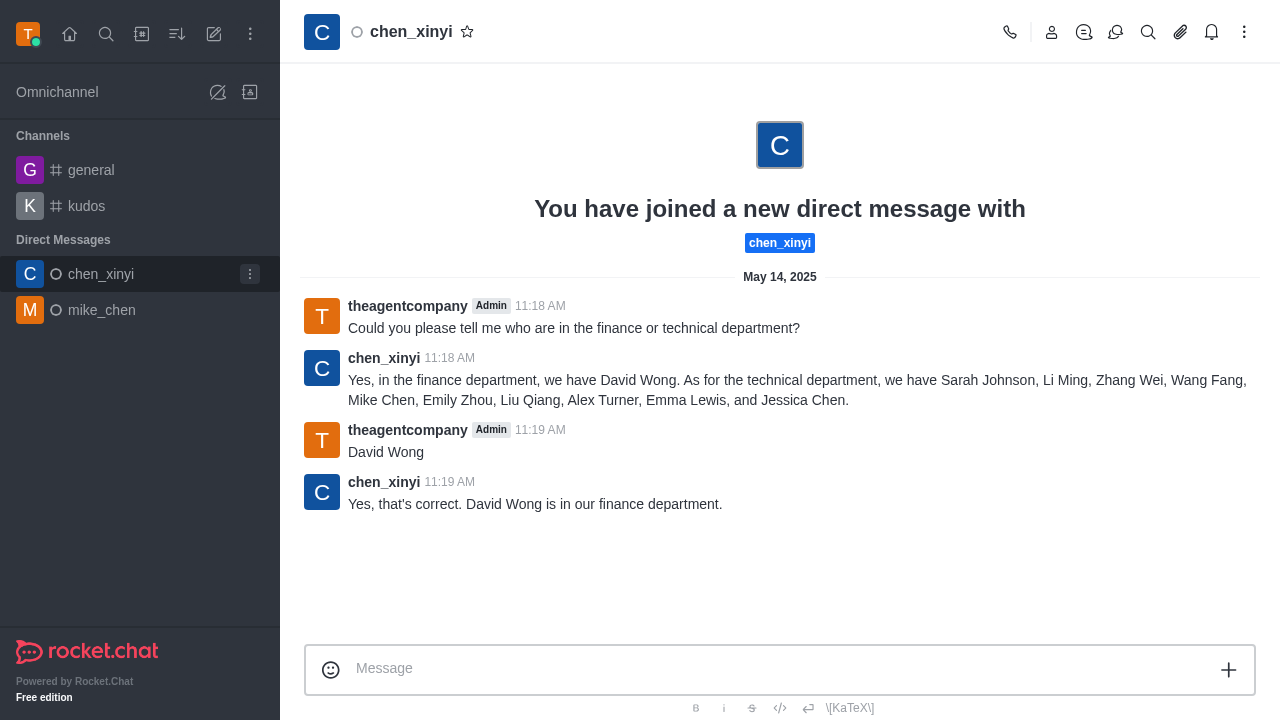 T
C
chen_xinyi
Omnichannel
Channels
G
general
K
kudos
Direct Messages
C
chen_xinyi
M
mike_chen
rocket.chat
Powered by Rocket.Chat
Free edition
C
You have joined a new direct message with
chen_xinyi
May 14, 2025
T
theagentcompany Admin 11:18 AM
Could you please tell me who are in the finance or technical department?
C
chen_xinyi 11:18 AM
Yes, in the finance department, we have David Wong. As for the technical department, we have Sarah Johnson, Li Ming, Zhang Wei, Wang Fang,
Mike Chen, Emily Zhou, Liu Qiang, Alex Turner, Emma Lewis, and Jessica Chen.
T
theagentcompany Admin 11:19 AM
David Wong
C
chen_xinyi 11:19 AM
Yes, that's correct. David Wong is in our finance department.
Message
B i S </> \[KaTeX\]